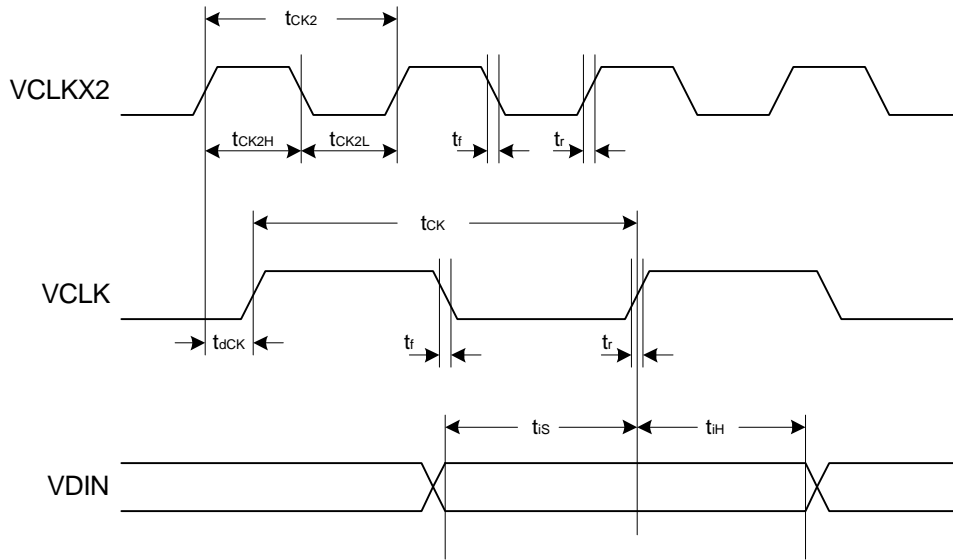 tCK2
VCLKX2
tCK2H tCK2L tf tr
tCK
VCLK
tdCK tf tr
tiS tiH
VDIN